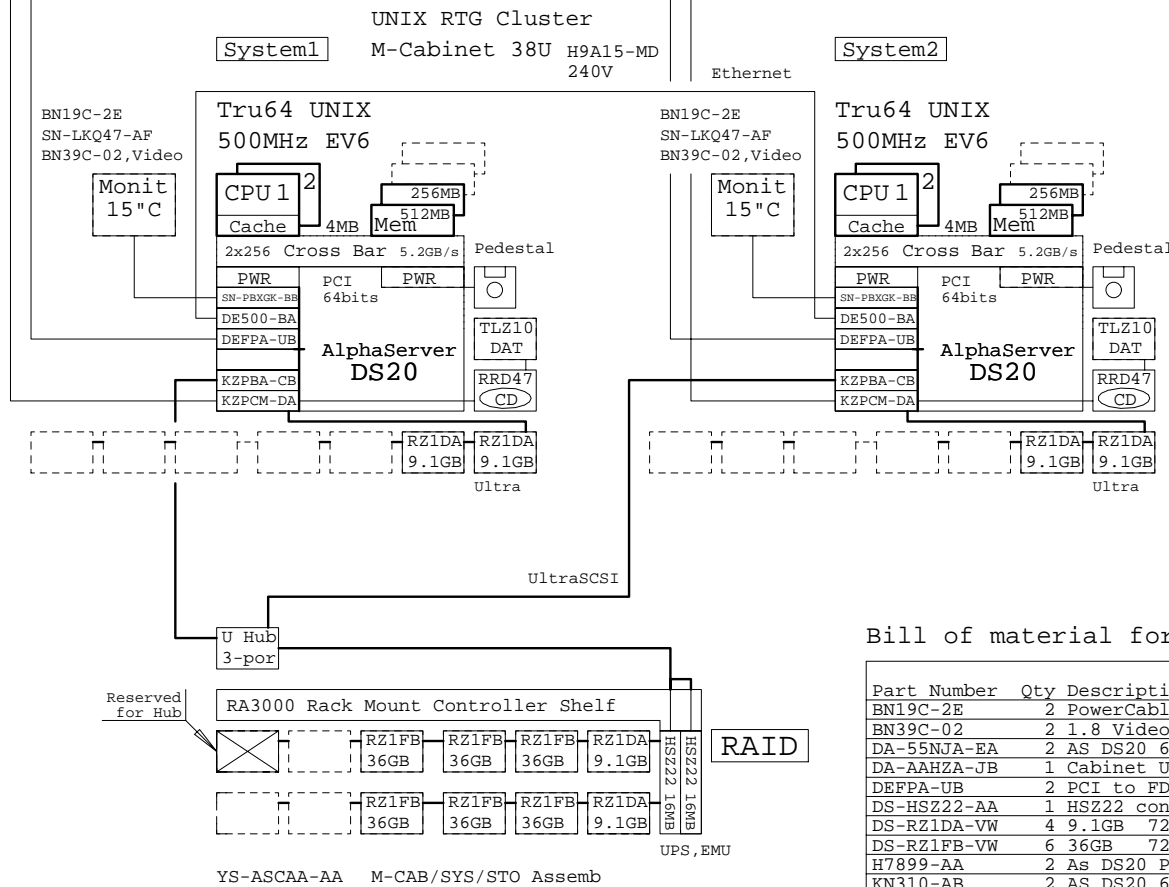 UNIX RTG Cluster
System1
M-Cabinet 38U H9A15-MD
240V
System2
Ethernet
BN19C-2E
SN-LKQ47-AF
BN39C-02,Video
Tru64 UNIX
500MHz EV6
Monit
15"C
CPU 1
2
Cache
4MB
256MB
512MB
Mem
2x256 Cross Bar 5.2GB/s
Pedestal
PWR
PCI
64bits
PWR
SN-PBXGK-BB
DE500-BA
DEFPA-UB
AlphaServer
DS20
KZPBA-CB
KZPCM-DA
TLZ10
DAT
RRD47
CD
RZ1DA
9.1GB
RZ1DA
9.1GB
Ultra
BN19C-2E
SN-LKQ47-AF
BN39C-02,Video
Tru64 UNIX
500MHz EV6
Monit
15"C
CPU 1
2
Cache
4MB
256MB
512MB
Mem
2x256 Cross Bar 5.2GB/s
Pedestal
PWR
PCI
64bits
PWR
SN-PBXGK-BB
DE500-BA
DEFPA-UB
AlphaServer
DS20
KZPBA-CB
KZPCM-DA
TLZ10
DAT
RRD47
CD
RZ1DA
9.1GB
RZ1DA
9.1GB
Ultra
UltraSCSI
U Hub
3-por
Reserved
for Hub
RA3000 Rack Mount Controller Shelf
RZ1FB
36GB
RZ1FB
36GB
RZ1FB
36GB
RZ1DA
9.1GB
HSZ22 16MB
HSZ22 16MB
RAID
RZ1FB
36GB
RZ1FB
36GB
RZ1FB
36GB
RZ1DA
9.1GB
UPS,EMU
YS-ASCAA-AA M-CAB/SYS/STO Assemb
Bill of material for
Part Number Qty Descripti
BN19C-2E 2 PowerCabl
BN39C-02 2 1.8 Video
DA-55NJA-EA 2 AS DS20 6
DA-AAHZA-JB 1 Cabinet U
DEFPA-UB 2 PCI to FD
DS-HSZ22-AA 1 HSZ22 con
DS-RZ1DA-VW 4 9.1GB 72
DS-RZ1FB-VW 6 36GB 72
H7899-AA 2 As DS20 P
KN310-AB 2 AS DS20 6